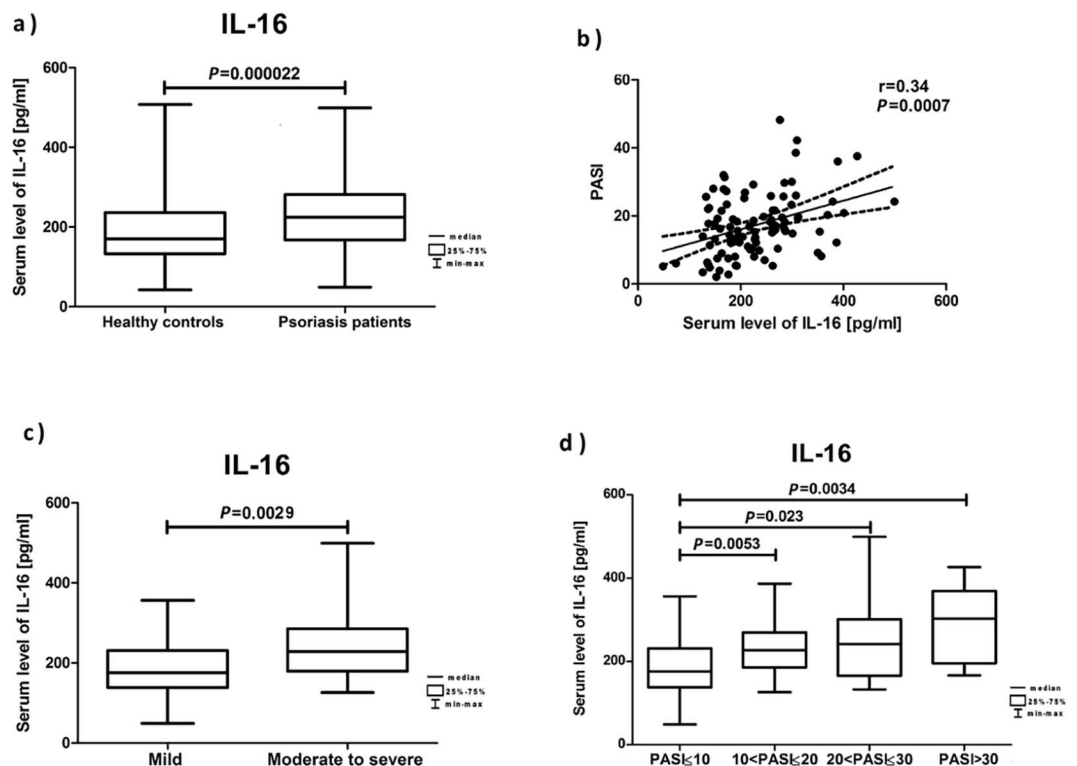 a)
IL-16
P=0.000022
Serum level of IL-16 [pg/ml]
600
400
200
0
Healthy controls
Psoriasis patients
median
25%-75%
min-max
b)
r=0.34
P=0.0007
PASI
60
40
20
0
0
200
400
600
Serum level of IL-16 [pg/ml]
c)
IL-16
P=0.0029
Serum level of IL-16 [pg/ml]
600
400
200
0
Mild
Moderate to severe
median
25%-75%
min-max
d)
IL-16
P=0.0034
P=0.023
P=0.0053
Serum level of IL-16 [pg/ml]
600
400
200
0
PASI≤10
10<PASI≤20
20<PASI≤30
PASI>30
median
25%-75%
min-max